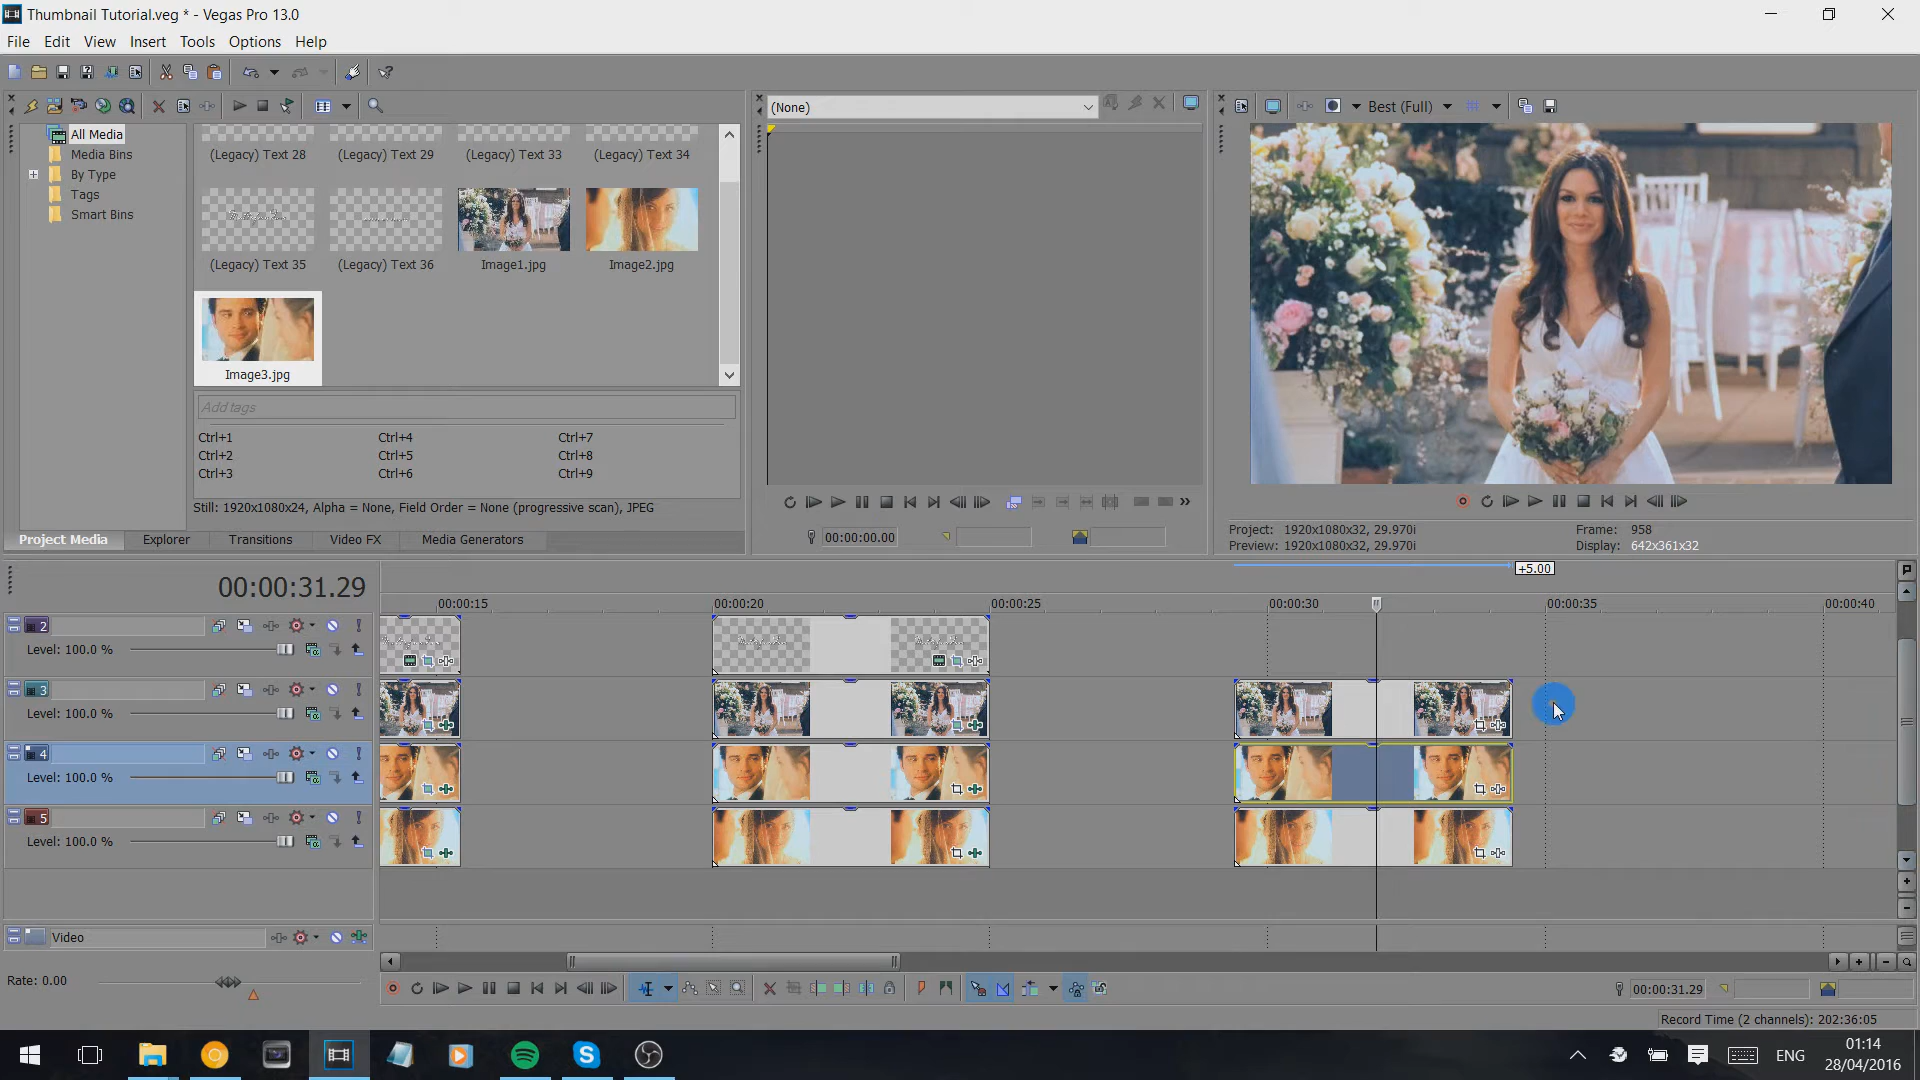 Thumbnail Tutorial.veg * - Vegas Pro 13.0
File Edit View Insert Tools Options Help
(None)
Best (Full)
All Media
Media Bins
By Type
Tags
Smart Bins
(Legacy) Text 28 (Legacy) Text 29 (Legacy) Text 33 (Legacy) Text 34
(Legacy) Text 35 (Legacy) Text 36 Image1.jpg Image2.jpg
Image3.jpg
Add tags
Ctrl+1 Ctrl+4 Ctrl+7
Ctrl+2 Ctrl+5 Ctrl+8
Ctrl+3 Ctrl+6 Ctrl+9
Still: 1920x1080x24, Alpha = None, Field Order = None (progressive scan), JPEG
Project Media Explorer Transitions Video FX Media Generators
00:00:00.00
Project: 1920x1080x32, 29.970i Frame: 958
Preview: 1920x1080x32, 29.970i Display: 642x361x32
00:00:31.29
+5.00
00:00:15 00:00:20 00:00:25 00:00:30 00:00:35 00:00:40
2
Level: 100.0 %
3
Level: 100.0 %
4
Level: 100.0 %
5
Level: 100.0 %
Video
Rate: 0.00
00:00:31.29
Record Time (2 channels): 202:36:05
ENG
01:14
28/04/2016